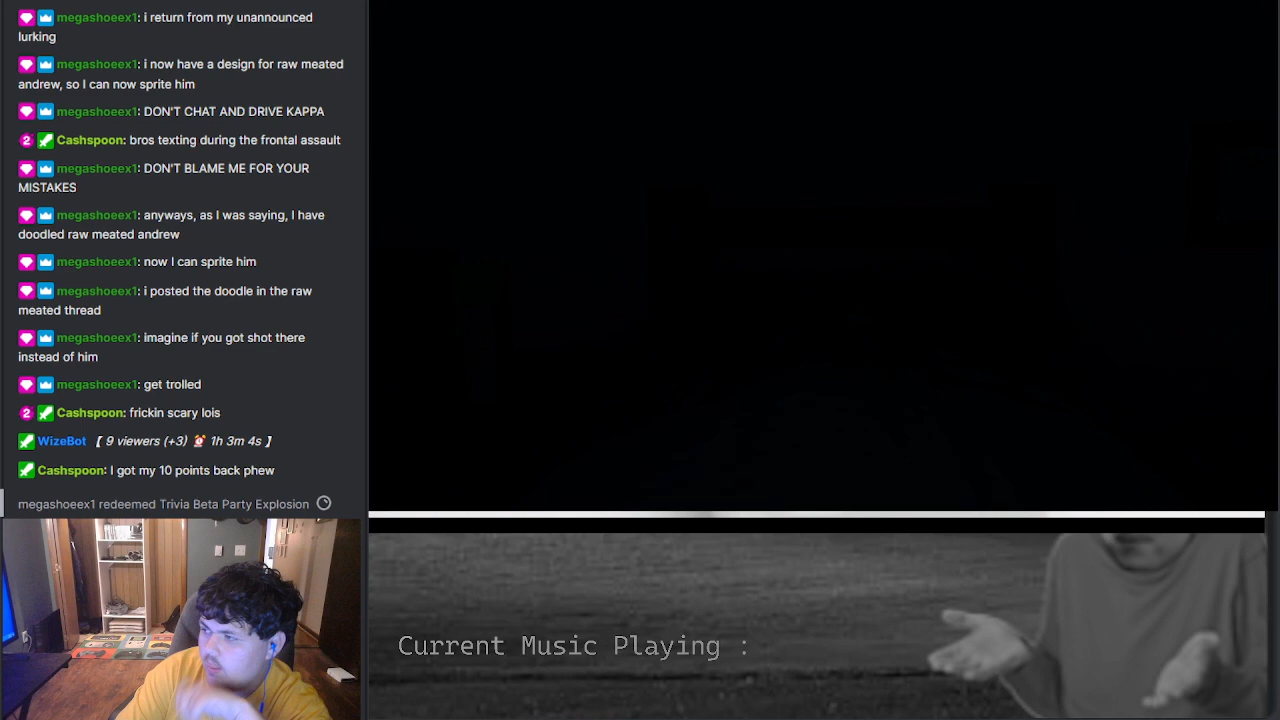 megashoeex1: i return from my unannounced
lurking
megashoeex1: i now have a design for raw meated
andrew, so I can now sprite him
megashoeex1: DON'T CHAT AND DRIVE KAPPA
2 Cashspoon: bros texting during the frontal assault
megashoeex1: DON'T BLAME ME FOR YOUR
MISTAKES
megashoeex1: anyways, as I was saying, I have
doodled raw meated andrew
megashoeex1: now I can sprite him
megashoeex1: i posted the doodle in the raw
meated thread
megashoeex1: imagine if you got shot there
instead of him
megashoeex1: get trolled
2 Cashspoon: frickin scary lois
WizeBot [ 9 viewers (+3) ⏰ 1h 3m 4s ]
Cashspoon: I got my 10 points back phew
megashoeex1 redeemed Trivia Beta Party Explosion
Current Music Playing :